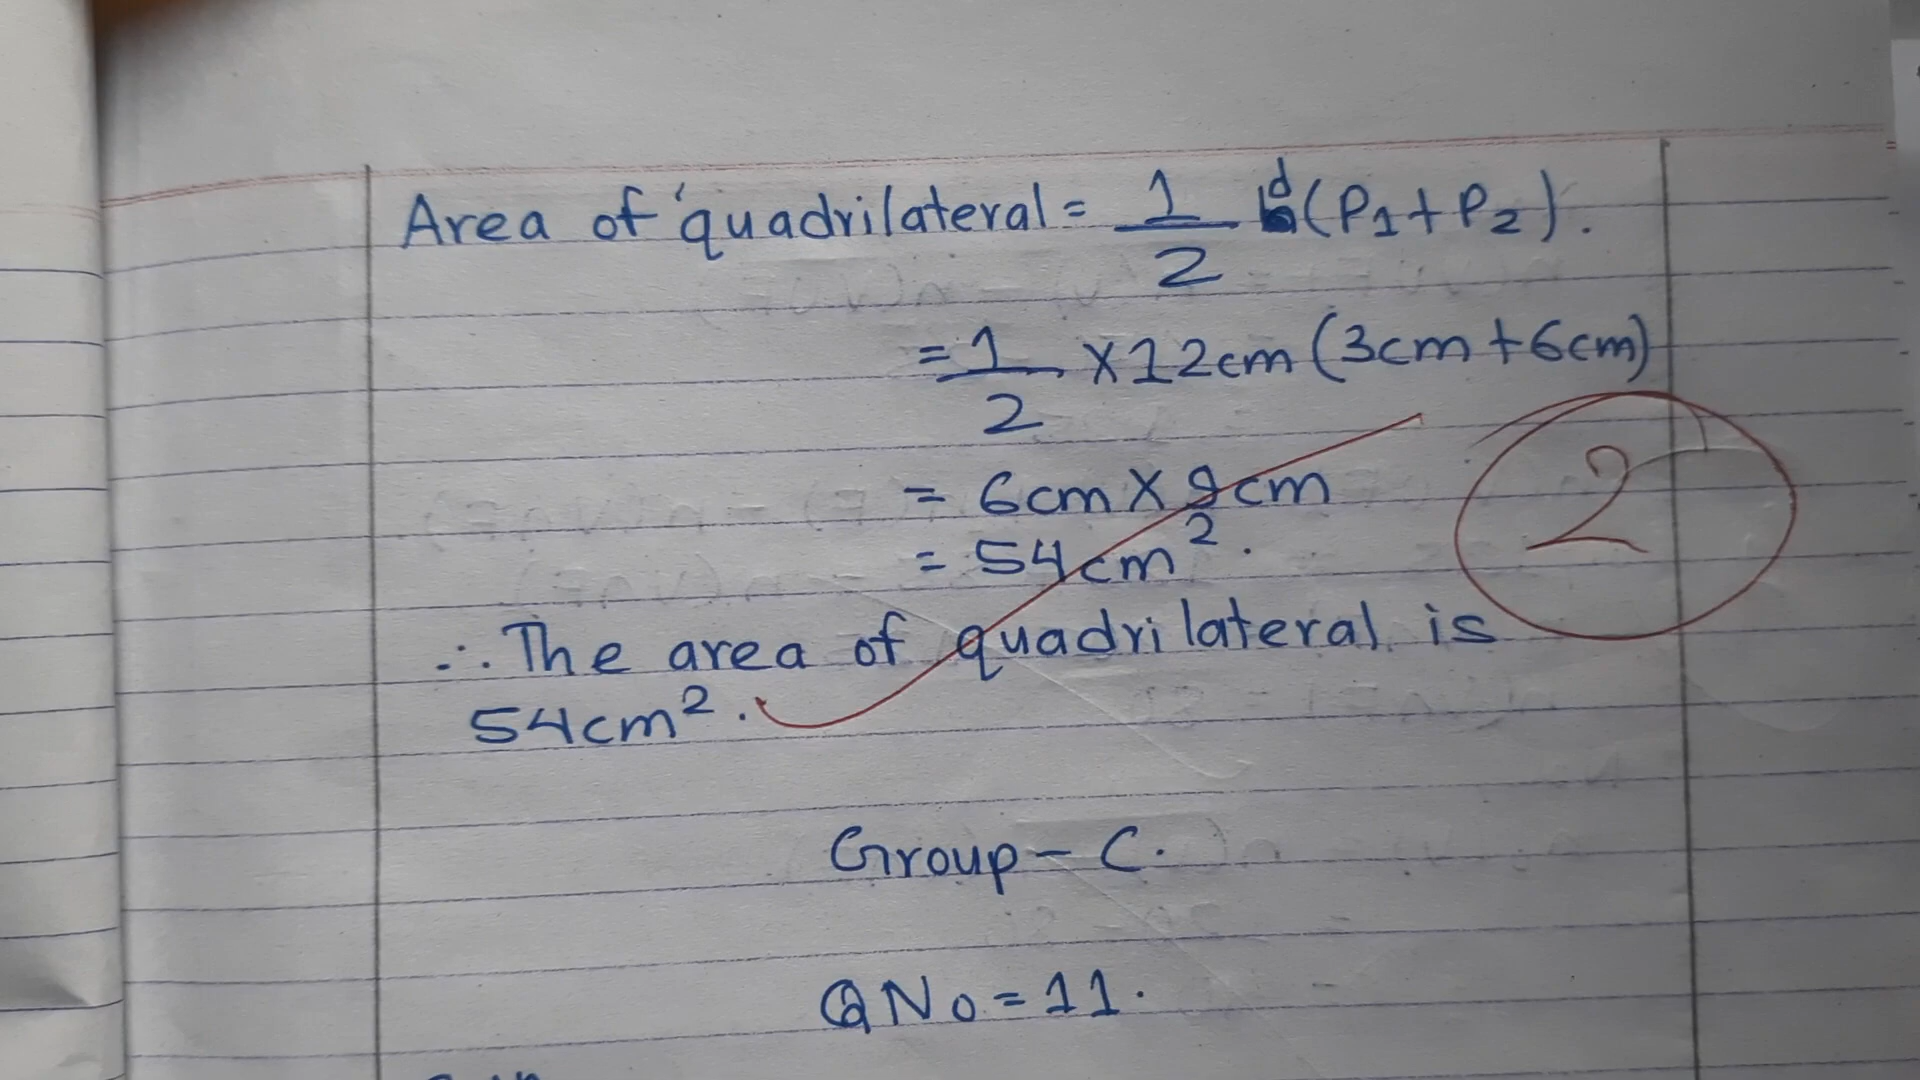 Area of quadrilateral = 1/2 d(P1+P2).
= 1/2 ×12cm (3cm+6cm)
= 6cm × 9cm
= 54cm².
2
∴ The area of quadrilateral is
54cm².
Group - C.
QNo = 11.